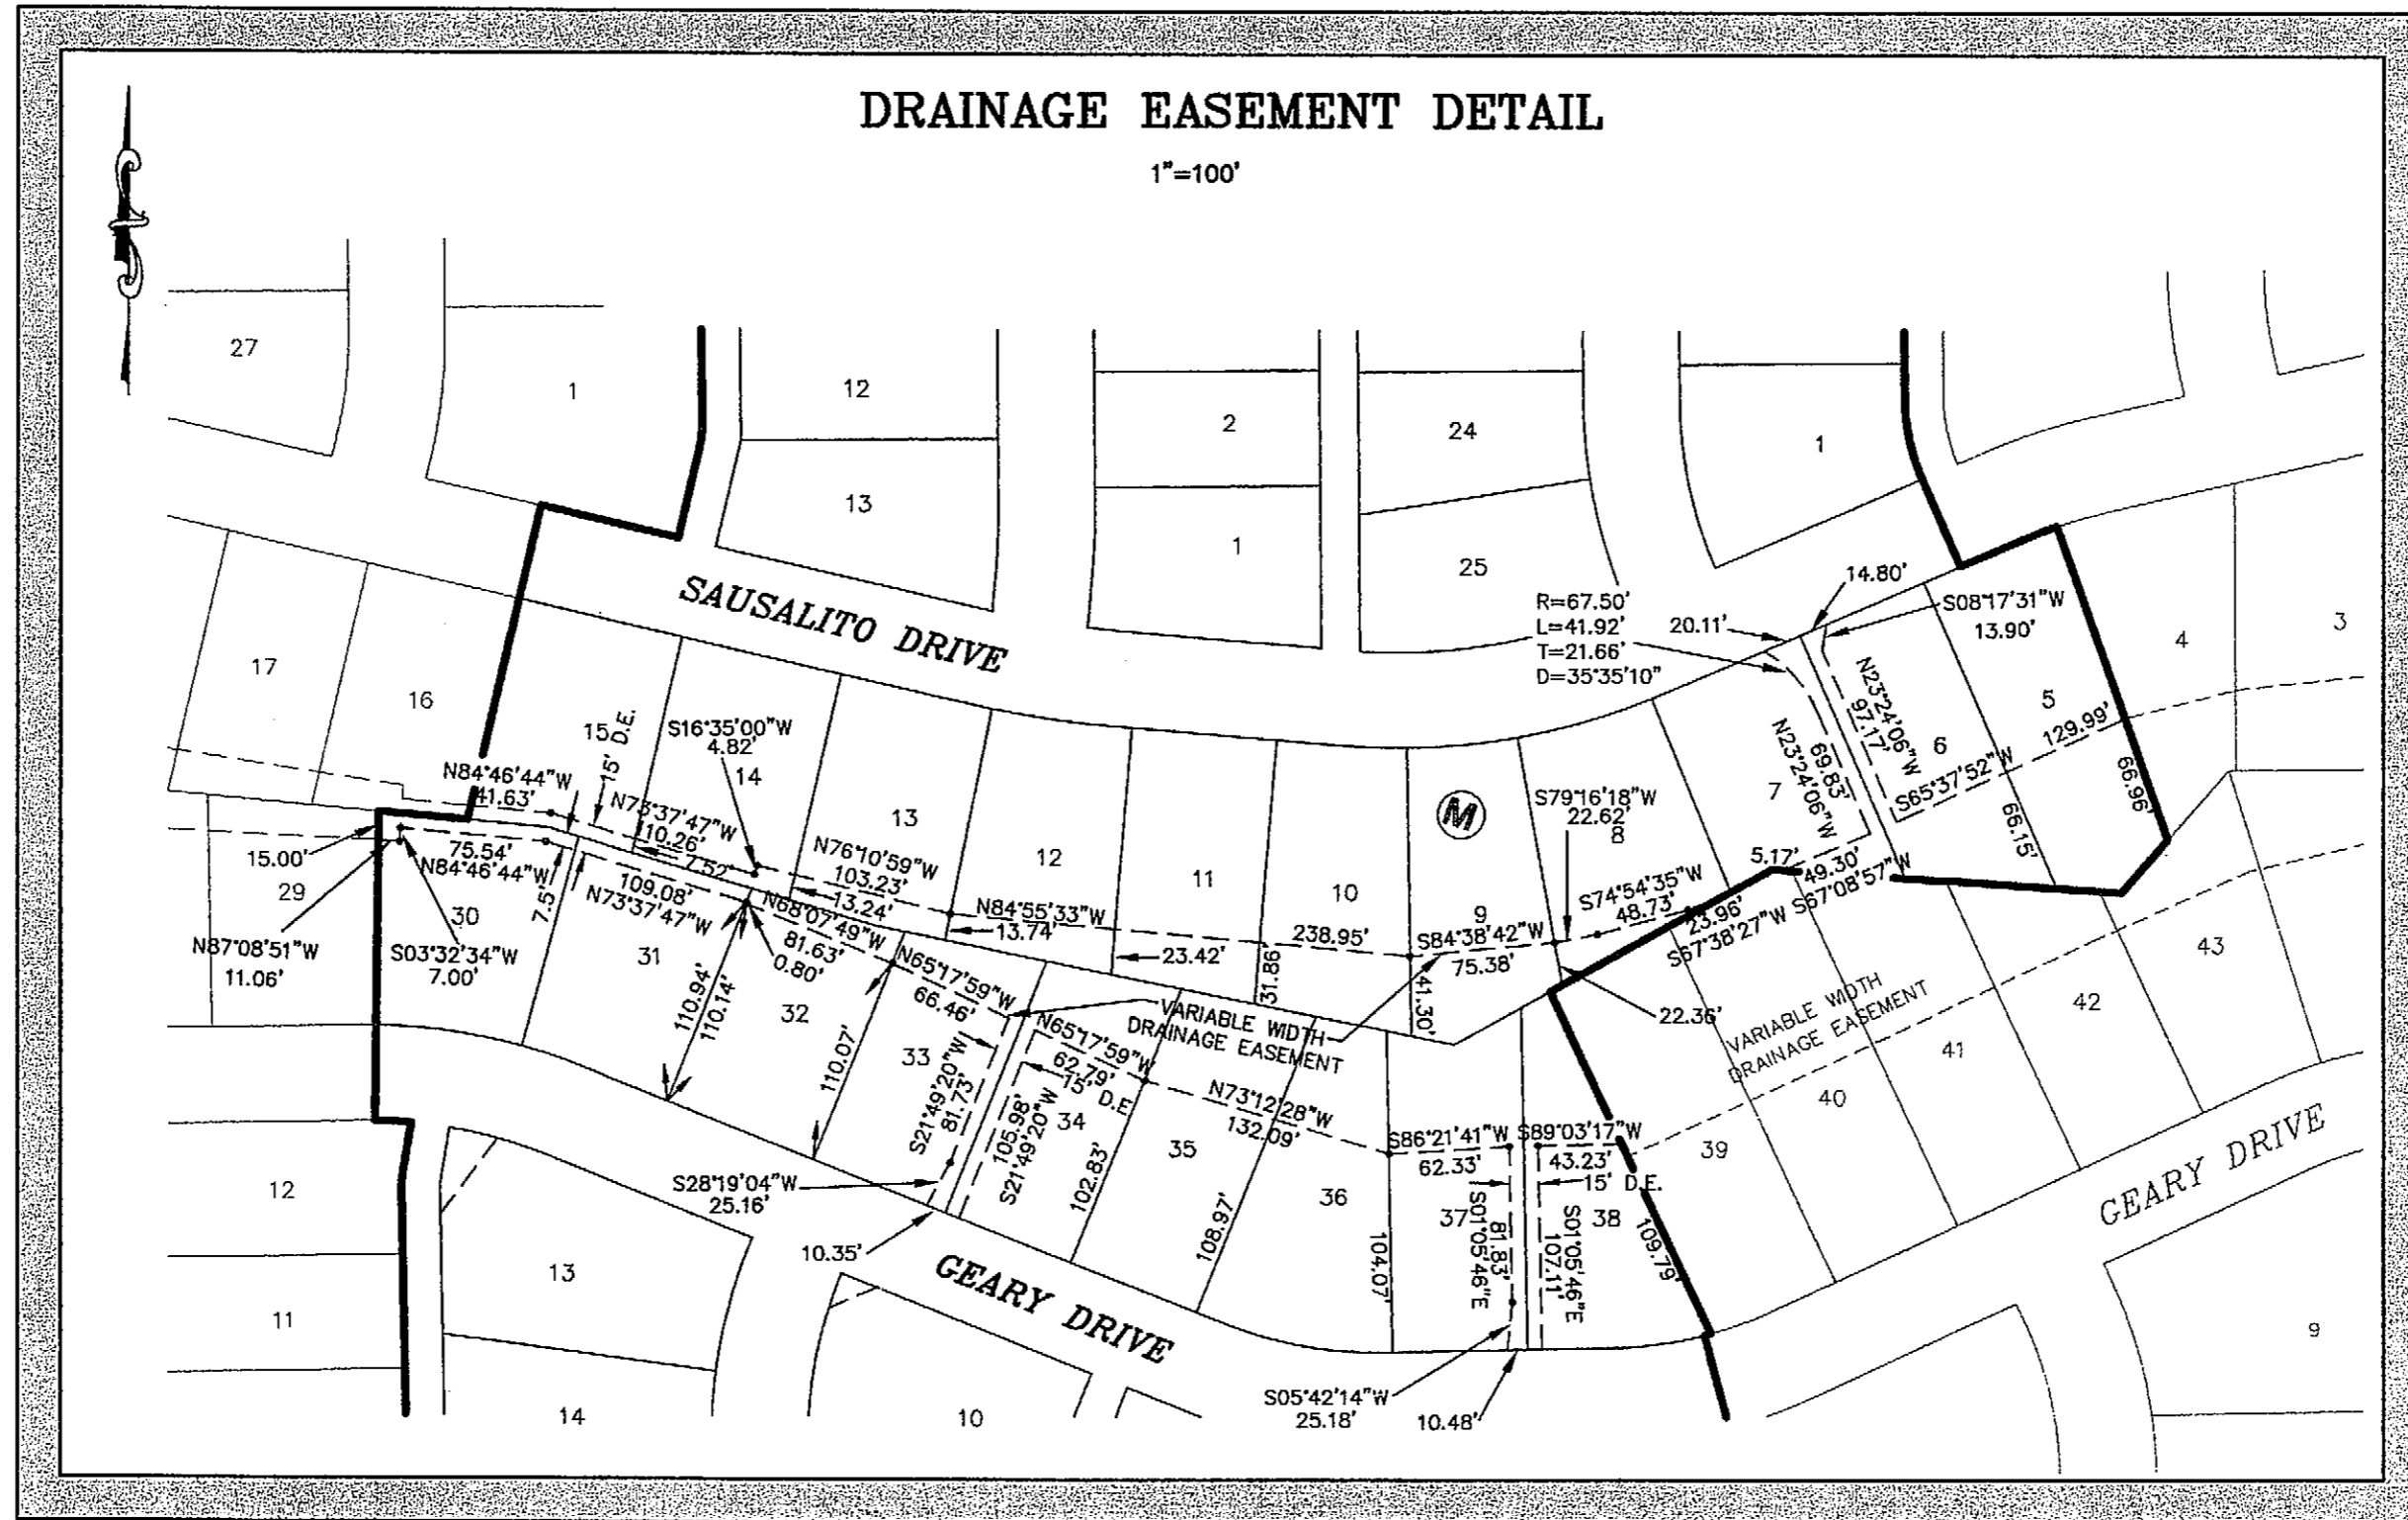 DRAINAGE EASEMENT DETAIL
1"=100'
27
1
12
13
2
1
24
25
1
SAUSALITO DRIVE
R=67.50'
L=41.92'
T=21.66'
D=35°35'10"
20.11'
14.80'
S08°17'31"W
13.90'
N23°24'06"W
97.17'
N23°24'06"W
69.83'
S65°37'52"W
129.99'
66.15'
66.96'
3
4
5
6
7
8
9
10
11
12
13
14
15
16
17
15' D.E.
S16°35'00"W
4.82'
N84°46'44"W
41.63'
N73°37'47"W
110.26'
7.52'
N76°10'59"W
103.23'
13.24'
N84°55'33"W
13.74'
238.95'
23.42'
31.86'
41.30'
M
S84°38'42"W
75.38'
S79°16'18"W
22.62'
S74°54'35"W
48.73'
5.17'
49.30'
S67°08'57"W
23.96'
S67°38'27"W
22.36'
15.00'
75.54'
N84°46'44"W
N87°08'51"W
11.06'
S03°32'34"W
7.00'
7.5'
109.08'
N73°37'47"W
N68°07'49"W
81.63'
0.80'
110.94'
110.14'
110.07'
N65°17'59"W
66.46'
VARIABLE WIDTH
DRAINAGE EASEMENT
S21°49'20"W
81.73'
S28°19'04"W
25.16'
10.35'
N65°17'59"W
62.79'
15' D.E.
105.98'
S21°49'20"W
102.83'
N73°12'28"W
132.09'
108.97'
104.07'
S86°21'41"W
62.33'
S89°03'17"W
43.23'
15' D.E.
S01°05'46"E
81.83'
S01°05'46"E
107.11'
109.79'
S05°42'14"W
25.18'
10.48'
VARIABLE WIDTH
DRAINAGE EASEMENT
29
30
31
32
33
34
35
36
37
38
39
40
41
42
43
GEARY DRIVE
GEARY DRIVE
12
11
13
14
10
9